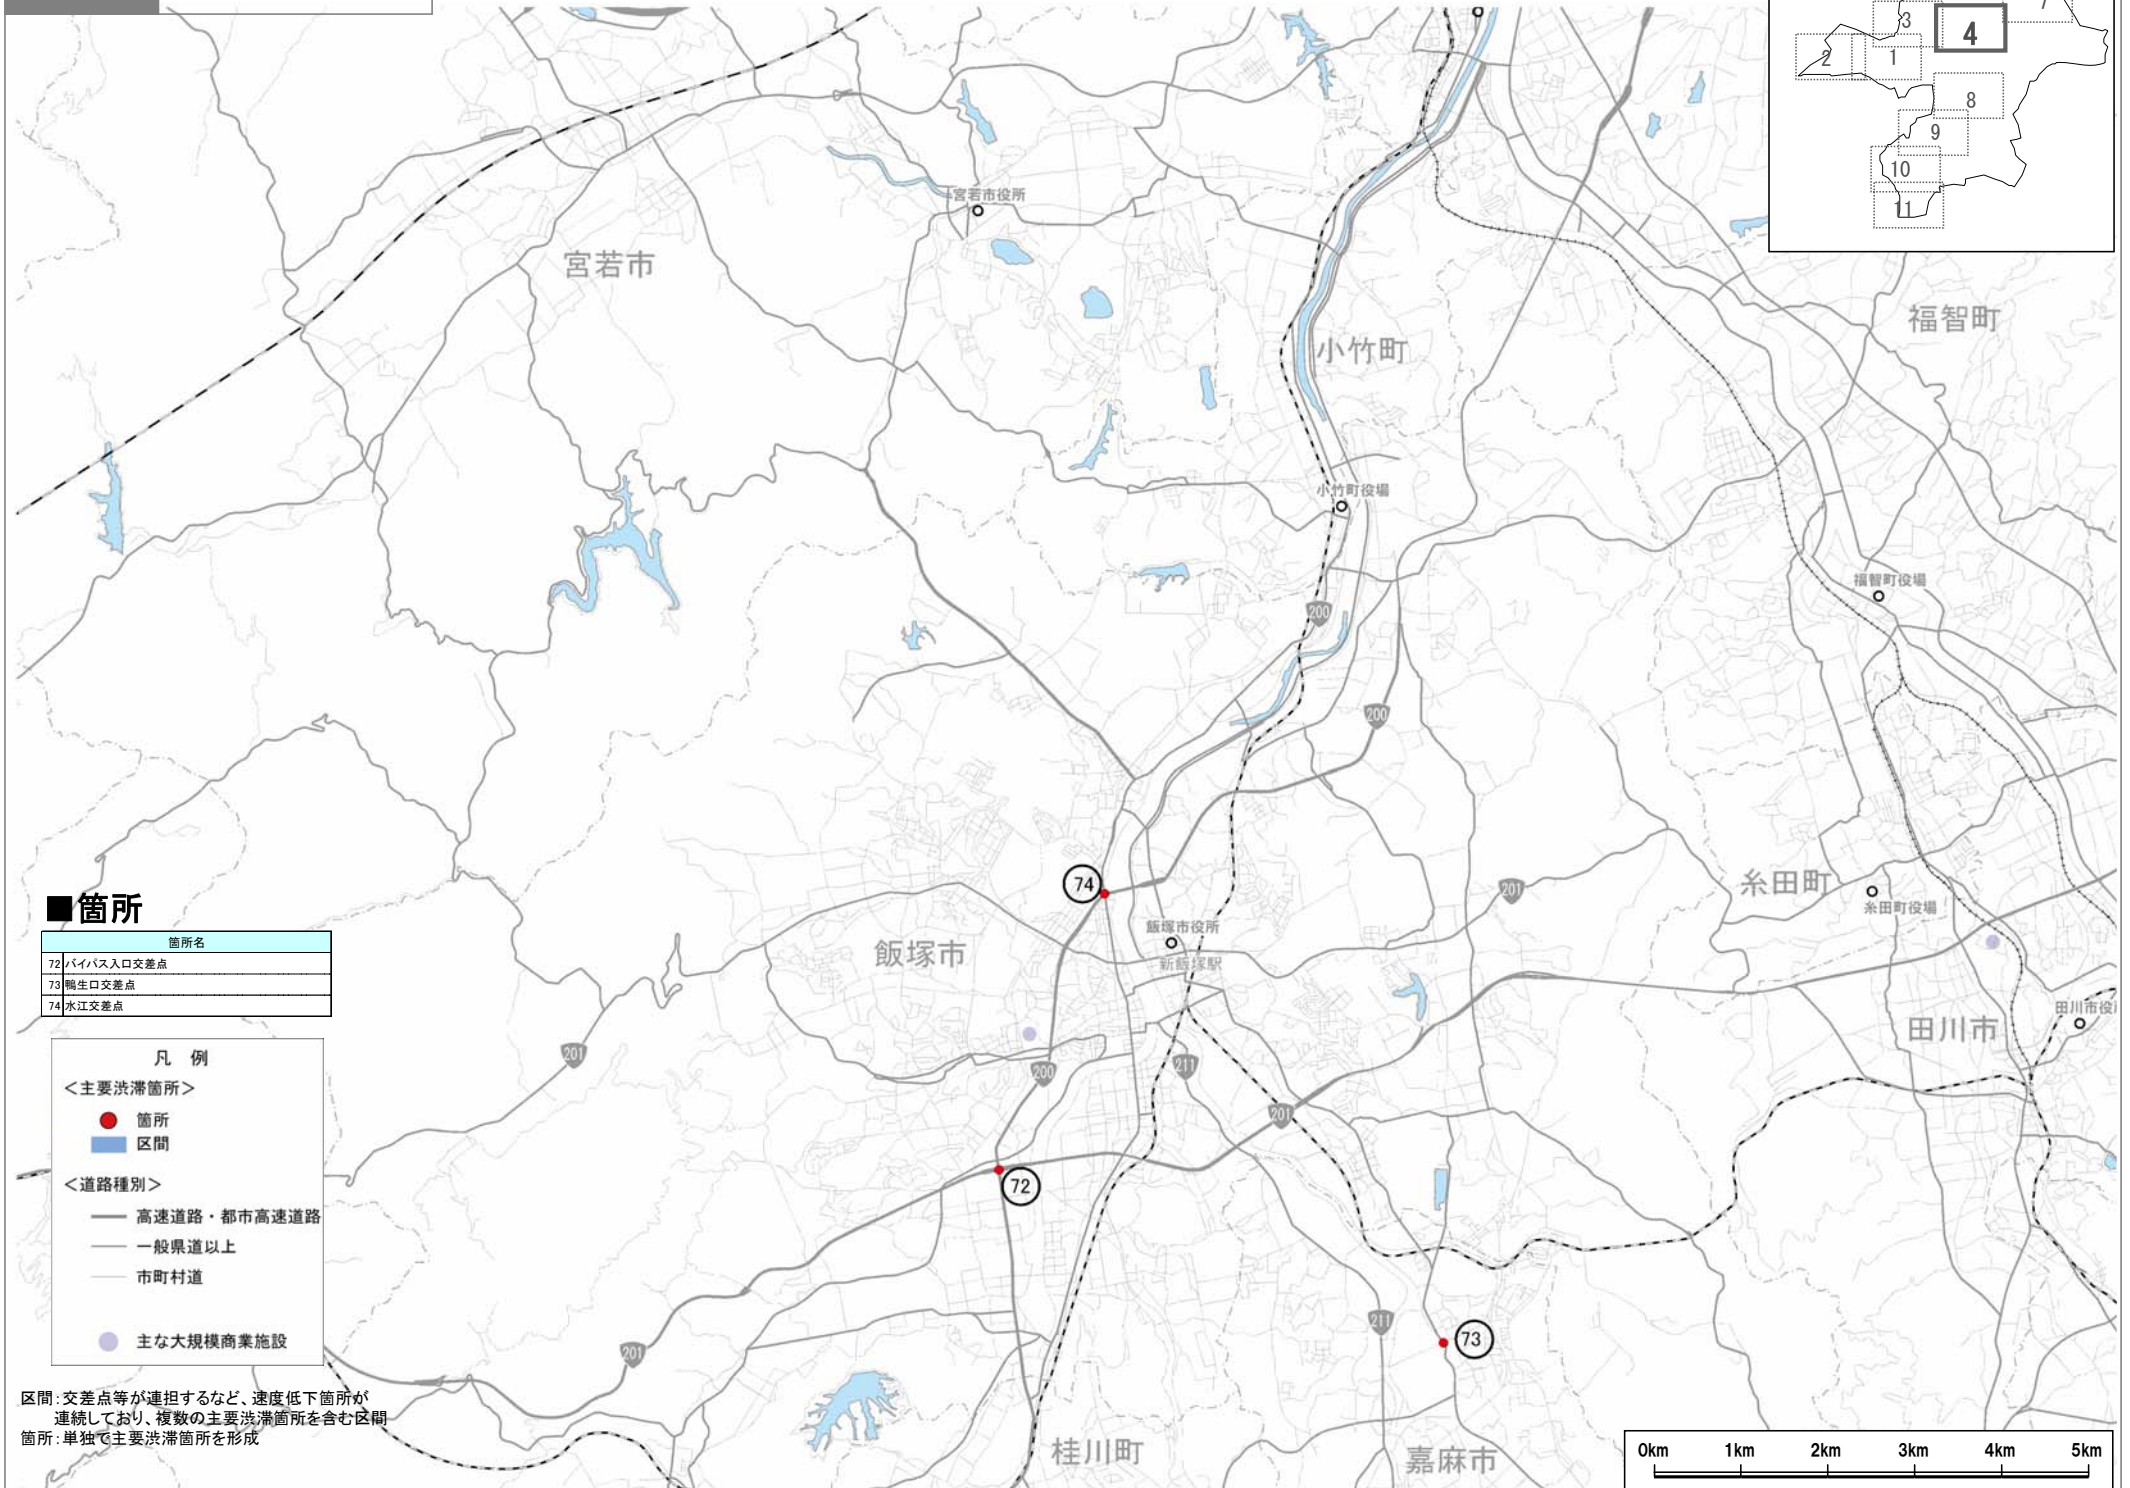 3
4
7
2
1
8
9
10
11
宮若市役所
宮若市
福智町
小竹町
小竹町役場
福智町役場
200
200
74
201
糸田町
糸田町役場
飯塚市役所
飯塚市
新飯塚駅
田川市
田川市役
■箇所
箇所名
72 バイパス入口交差点
73 鴨生口交差点
74 水江交差点
201
200
211
201
72
凡 例
＜主要渋滞箇所＞
箇所
区間
＜道路種別＞
高速道路・都市高速道路
一般県道以上
市町村道
主な大規模商業施設
201
211
73
区間：交差点等が連担するなど、速度低下箇所が
連続しており、複数の主要渋滞箇所を含む区間
箇所：単独で主要渋滞箇所を形成
桂川町
嘉麻市
0km 1km 2km 3km 4km 5km